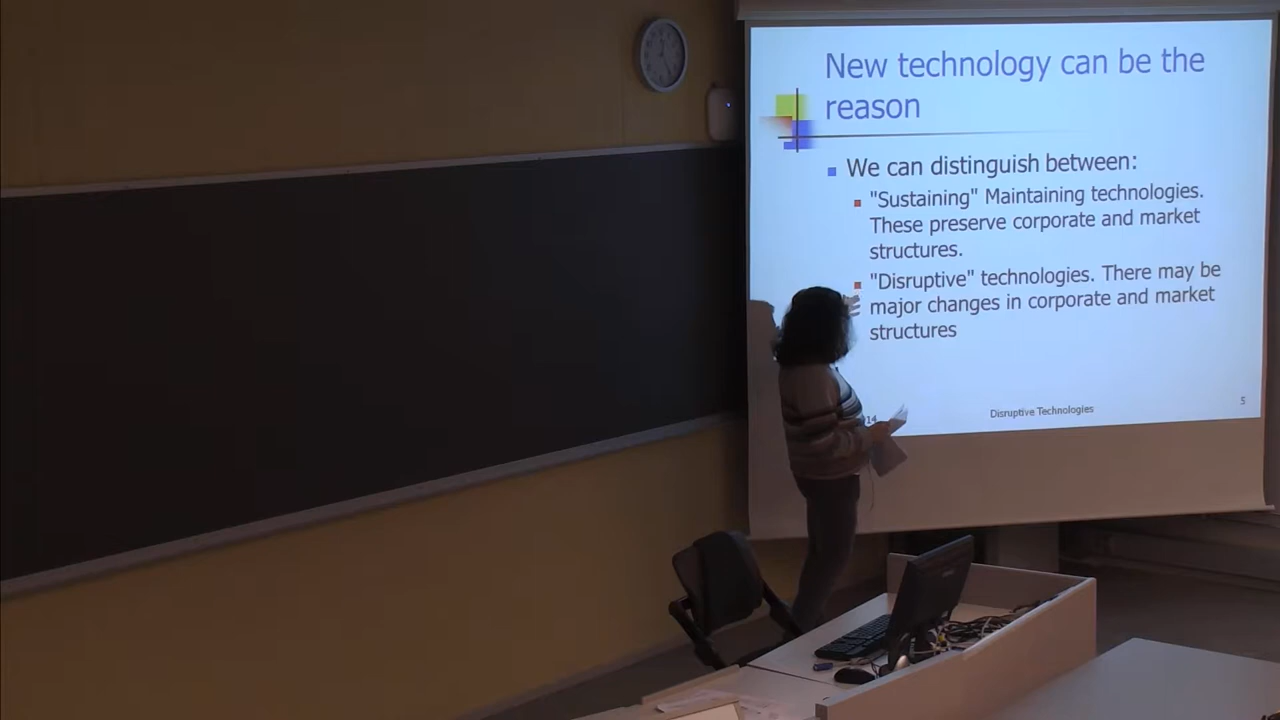 New technology can be the
reason
We can distinguish between:
"Sustaining" Maintaining technologies.
These preserve corporate and market
structures.
"Disruptive" technologies. There may be
major changes in corporate and market
structures
14
Disruptive Technologies
5